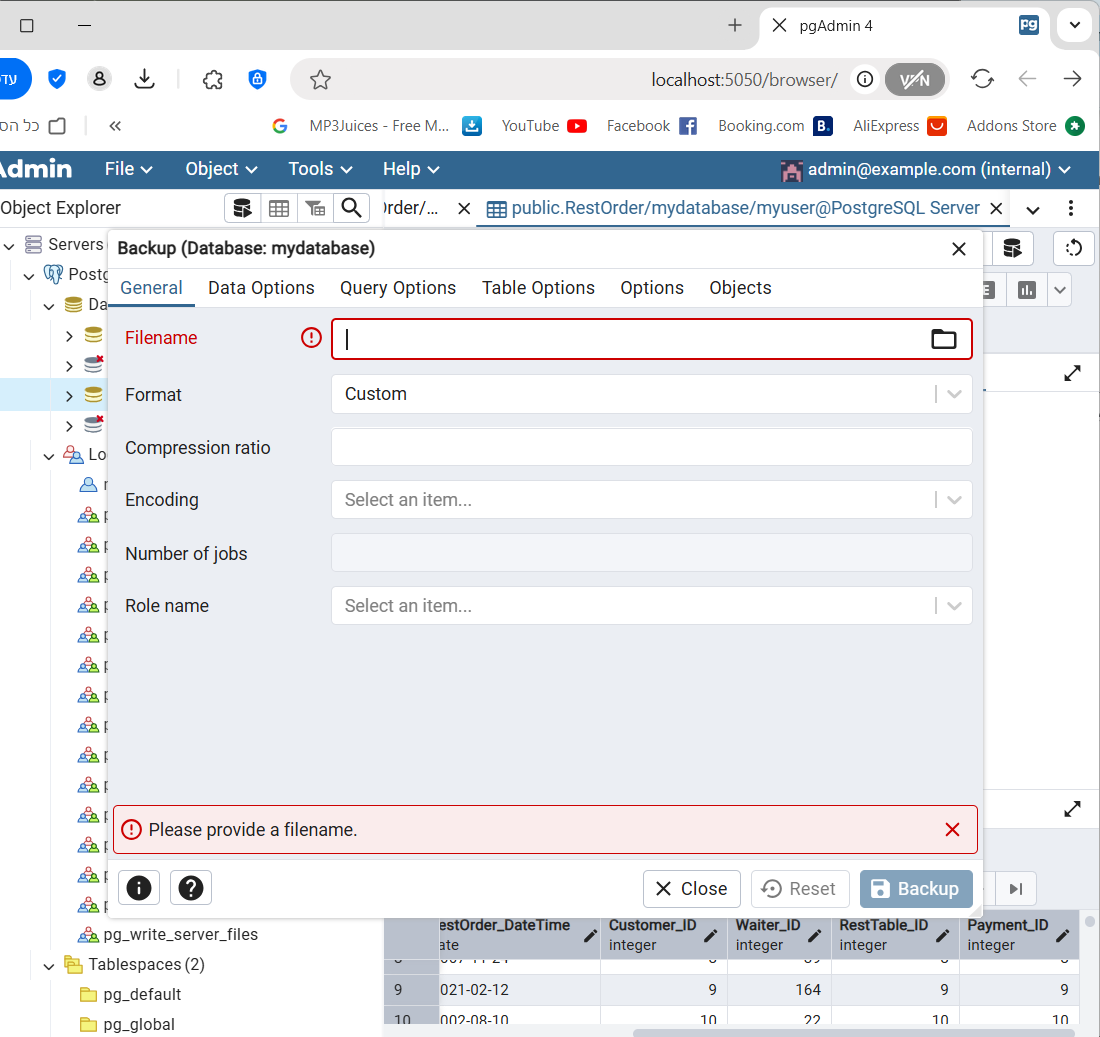 pgAdmin 4
pg
localhost:5050/browser/
VPN
כל הס
MP3Juices - Free M...
YouTube
Facebook
Booking.com
B.
AliExpress
Addons Store
Admin
File
Object
Tools
Help
admin@example.com (internal)
Object Explorer
Order/...
public.RestOrder/mydatabase/myuser@PostgreSQL Server
Servers
Backup (Database: mydatabase)
General
Data Options
Query Options
Table Options
Options
Objects
Filename
Format
Custom
Compression ratio
Encoding
Select an item...
Number of jobs
Role name
Select an item...
Please provide a filename.
Close
Reset
Backup
estOrder_DateTime
ate
Customer_ID
integer
Waiter_ID
integer
RestTable_ID
integer
Payment_ID
integer
9
021-02-12
9
164
9
9
10
002-08-10
10
22
10
10
pg_write_server_files
Tablespaces (2)
pg_default
pg_global